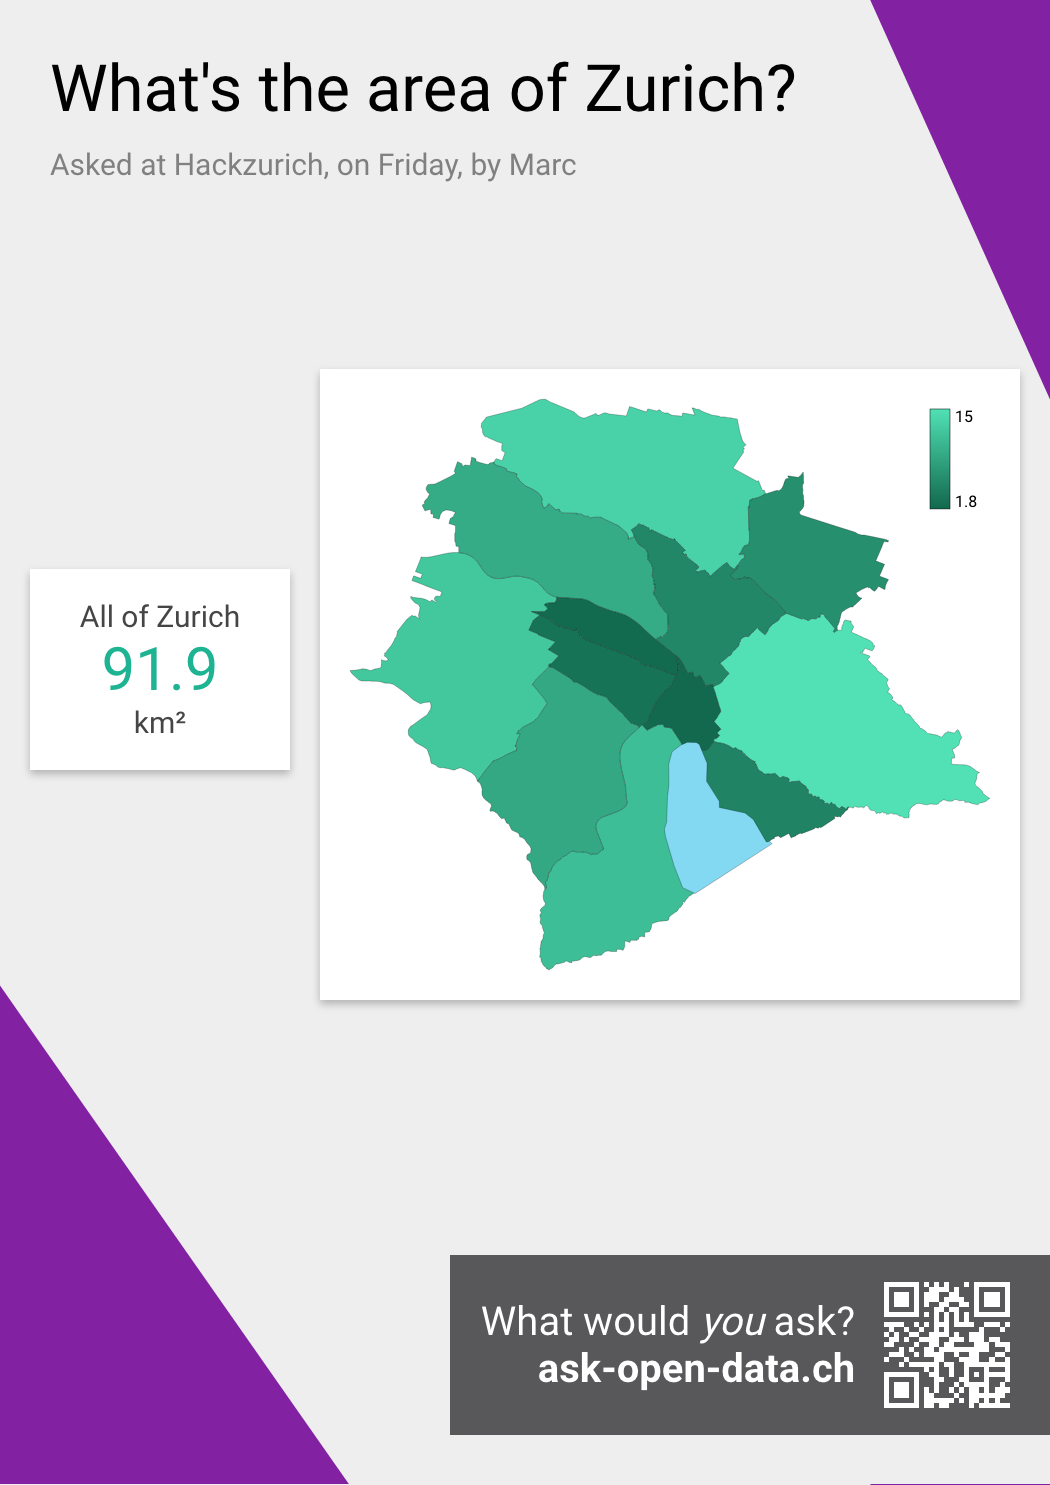 What's the area of Zurich?
Asked at Hackzurich, on Friday, by Marc
15
1.8
All of Zurich
91.9
km²
What would you ask?
ask-open-data.ch